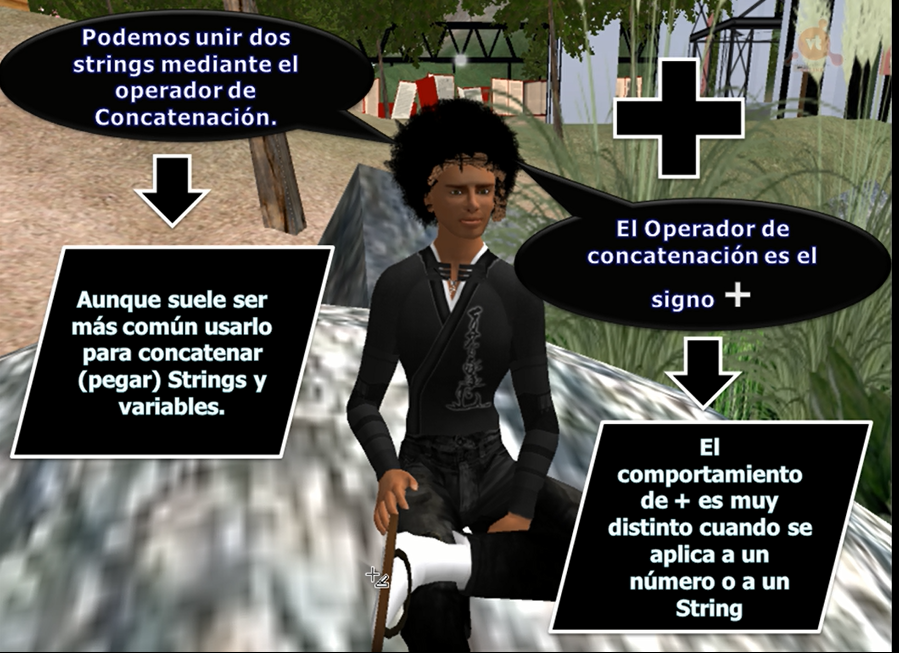 Podemos unir dos
strings mediante el
operador de
Concatenación.
Aunque suele ser
más común usarlo
para concatenar
(pegar) Strings y
variables.
El Operador de
concatenación es el
signo +
El
comportamiento
de + es muy
distinto cuando se
aplica a un
número o a un
String